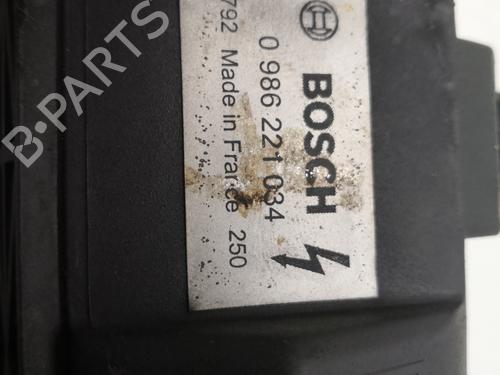 BOSCH
0 986 221 034
792 Made in France 250
B-PARTS